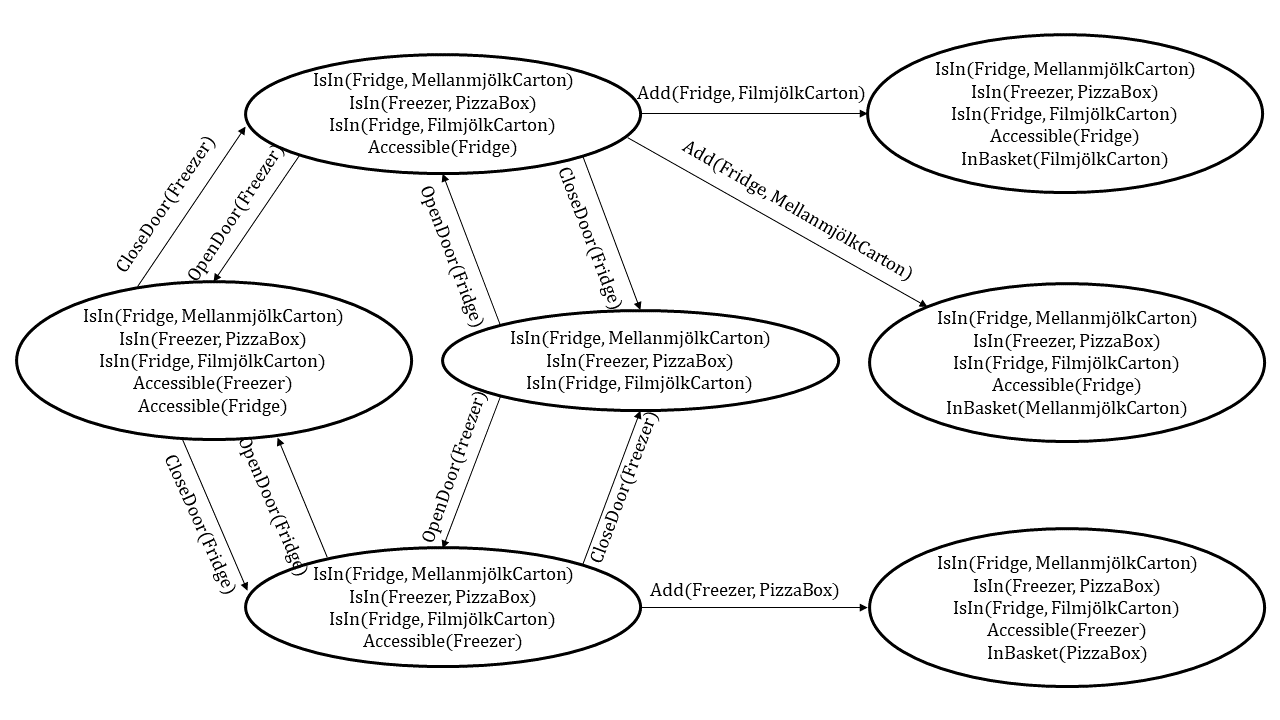 IsIn(Fridge, MellanmjölkCarton)
IsIn(Freezer, PizzaBox)
IsIn(Fridge, FilmjölkCarton)
Accessible(Fridge)
Add(Fridge, FilmjölkCarton)
IsIn(Fridge, MellanmjölkCarton)
IsIn(Freezer, PizzaBox)
IsIn(Fridge, FilmjölkCarton)
Accessible(Fridge)
InBasket(FilmjölkCarton)
CloseDoor(Freezer)
OpenDoor(Freezer)
OpenDoor(Fridge)
CloseDoor(Fridge)
Add(Fridge, MellanmjölkCarton)
IsIn(Fridge, MellanmjölkCarton)
IsIn(Freezer, PizzaBox)
IsIn(Fridge, FilmjölkCarton)
Accessible(Freezer)
Accessible(Fridge)
IsIn(Fridge, MellanmjölkCarton)
IsIn(Freezer, PizzaBox)
IsIn(Fridge, FilmjölkCarton)
IsIn(Fridge, MellanmjölkCarton)
IsIn(Freezer, PizzaBox)
IsIn(Fridge, FilmjölkCarton)
Accessible(Fridge)
InBasket(MellanmjölkCarton)
CloseDoor(Fridge)
OpenDoor(Fridge)
OpenDoor(Freezer)
CloseDoor(Freezer)
IsIn(Fridge, MellanmjölkCarton)
IsIn(Freezer, PizzaBox)
IsIn(Fridge, FilmjölkCarton)
Accessible(Freezer)
Add(Freezer, PizzaBox)
IsIn(Fridge, MellanmjölkCarton)
IsIn(Freezer, PizzaBox)
IsIn(Fridge, FilmjölkCarton)
Accessible(Freezer)
InBasket(PizzaBox)